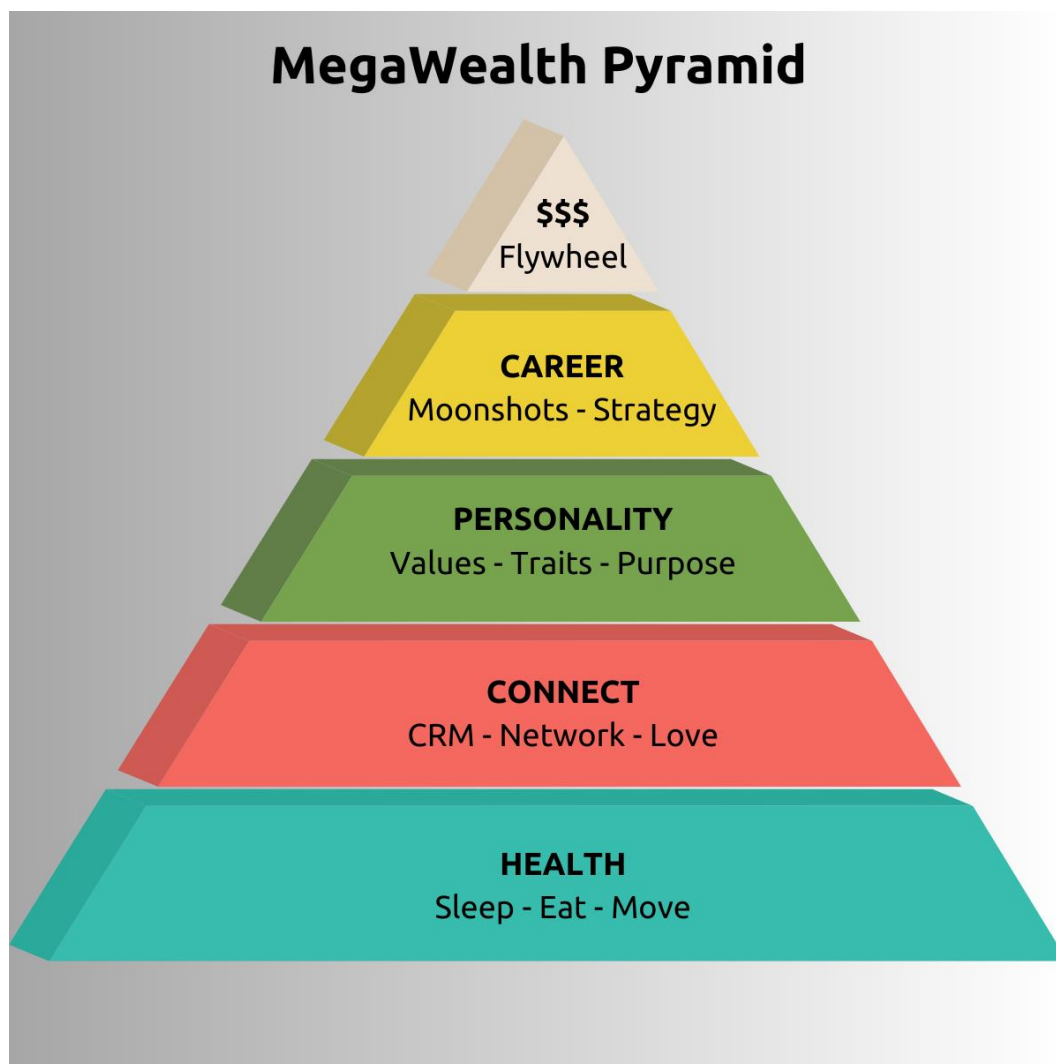 MegaWealth Pyramid
$$$
Flywheel
CAREER
Moonshots - Strategy
PERSONALITY
Values - Traits - Purpose
CONNECT
CRM - Network - Love
HEALTH
Sleep - Eat - Move